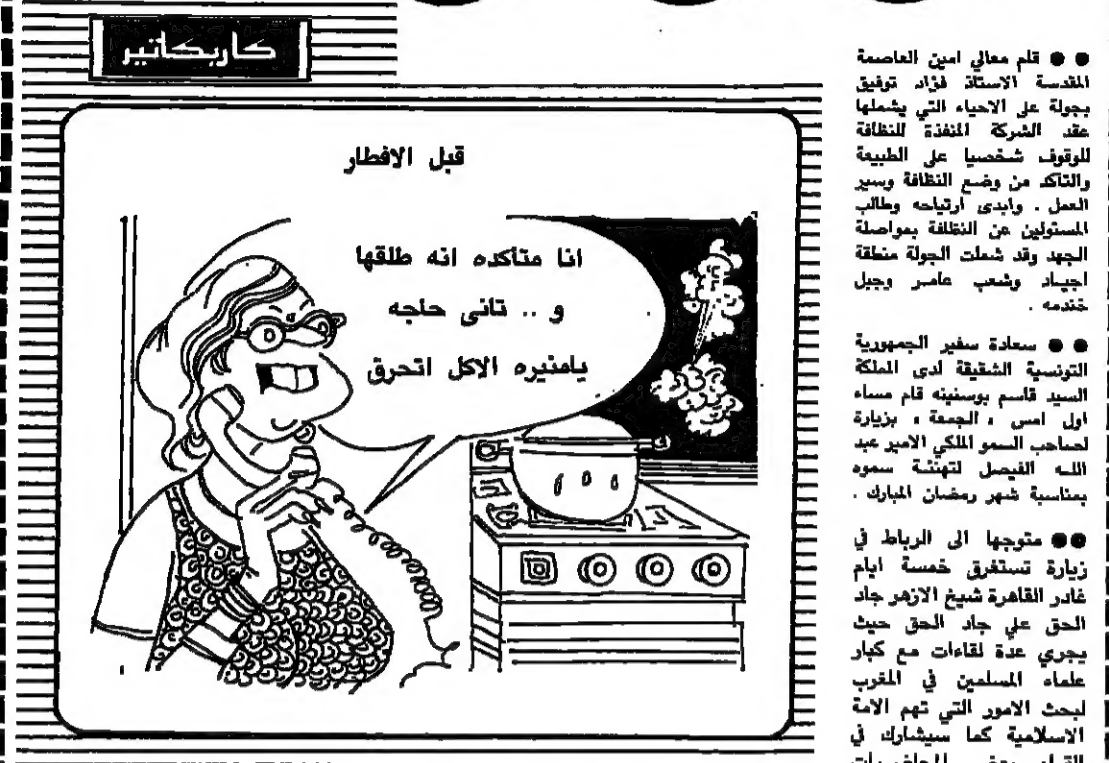 كاريكاتير
قبل الافطار
انا متأكده انه طلقها
و .. تانى حاجه
يامنيره الاكل اتحرق
●● قام معالي امين العاصمة
المقدسة الاستاذ فؤاد توفيق
بجولة على الاحياء التي يشملها
عقد الشركة المنفذة للنظافة
للوقوف شخصيا على الطبيعة
والتاكد من وضع النظافة وسير
العمل . وابدى ارتياحه وطالب
المسئولين عن النظافة بمواصلة
الجهد وقد شملت الجولة منطقة
اجياد وشعب عامر وجبل
خندمه .
●● سعادة سفير الجمهورية
التونسية الشقيقة لدى المملكة
السيد قاسم بوسنينه قام مساء
اول امس ، الجمعة ، بزيارة
لصاحب السمو الملكي الامير عبد
الله الفيصل لتهنئة سموه
بمناسبة شهر رمضان المبارك .
●● متوجها الى الرباط في
زيارة تستغرق خمسة ايام
غادر القاهرة شيخ الازهر جاد
الحق علي جاد الحق حيث
يجري عدة لقاءات مع كبار
علماء المسلمين في المغرب
لبحث الامور التي تهم الامة
الاسلامية كما سيشارك في